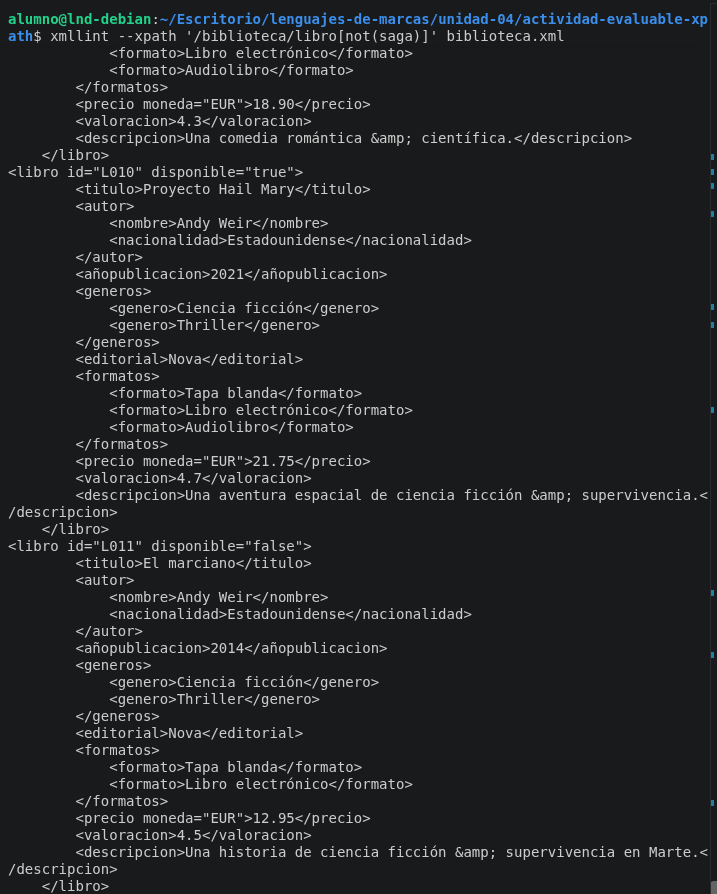 alumno@lnd-debian:~/Escritorio/lenguajes-de-marcas/unidad-04/actividad-evaluable-xp
ath$ xmllint --xpath '/biblioteca/libro[not(saga)]' biblioteca.xml
            <formato>Libro electrónico</formato>
            <formato>Audiolibro</formato>
        </formatos>
        <precio moneda="EUR">18.90</precio>
        <valoracion>4.3</valoracion>
        <descripcion>Una comedia romántica &amp; científica.</descripcion>
    </libro>
<libro id="L010" disponible="true">
        <titulo>Proyecto Hail Mary</titulo>
        <autor>
            <nombre>Andy Weir</nombre>
            <nacionalidad>Estadounidense</nacionalidad>
        </autor>
        <añopublicacion>2021</añopublicacion>
        <generos>
            <genero>Ciencia ficción</genero>
            <genero>Thriller</genero>
        </generos>
        <editorial>Nova</editorial>
        <formatos>
            <formato>Tapa blanda</formato>
            <formato>Libro electrónico</formato>
            <formato>Audiolibro</formato>
        </formatos>
        <precio moneda="EUR">21.75</precio>
        <valoracion>4.7</valoracion>
        <descripcion>Una aventura espacial de ciencia ficción &amp; supervivencia.<
/descripcion>
    </libro>
<libro id="L011" disponible="false">
        <titulo>El marciano</titulo>
        <autor>
            <nombre>Andy Weir</nombre>
            <nacionalidad>Estadounidense</nacionalidad>
        </autor>
        <añopublicacion>2014</añopublicacion>
        <generos>
            <genero>Ciencia ficción</genero>
            <genero>Thriller</genero>
        </generos>
        <editorial>Nova</editorial>
        <formatos>
            <formato>Tapa blanda</formato>
            <formato>Libro electrónico</formato>
        </formatos>
        <precio moneda="EUR">12.95</precio>
        <valoracion>4.5</valoracion>
        <descripcion>Una historia de ciencia ficción &amp; supervivencia en Marte.<
/descripcion>
    </libro>